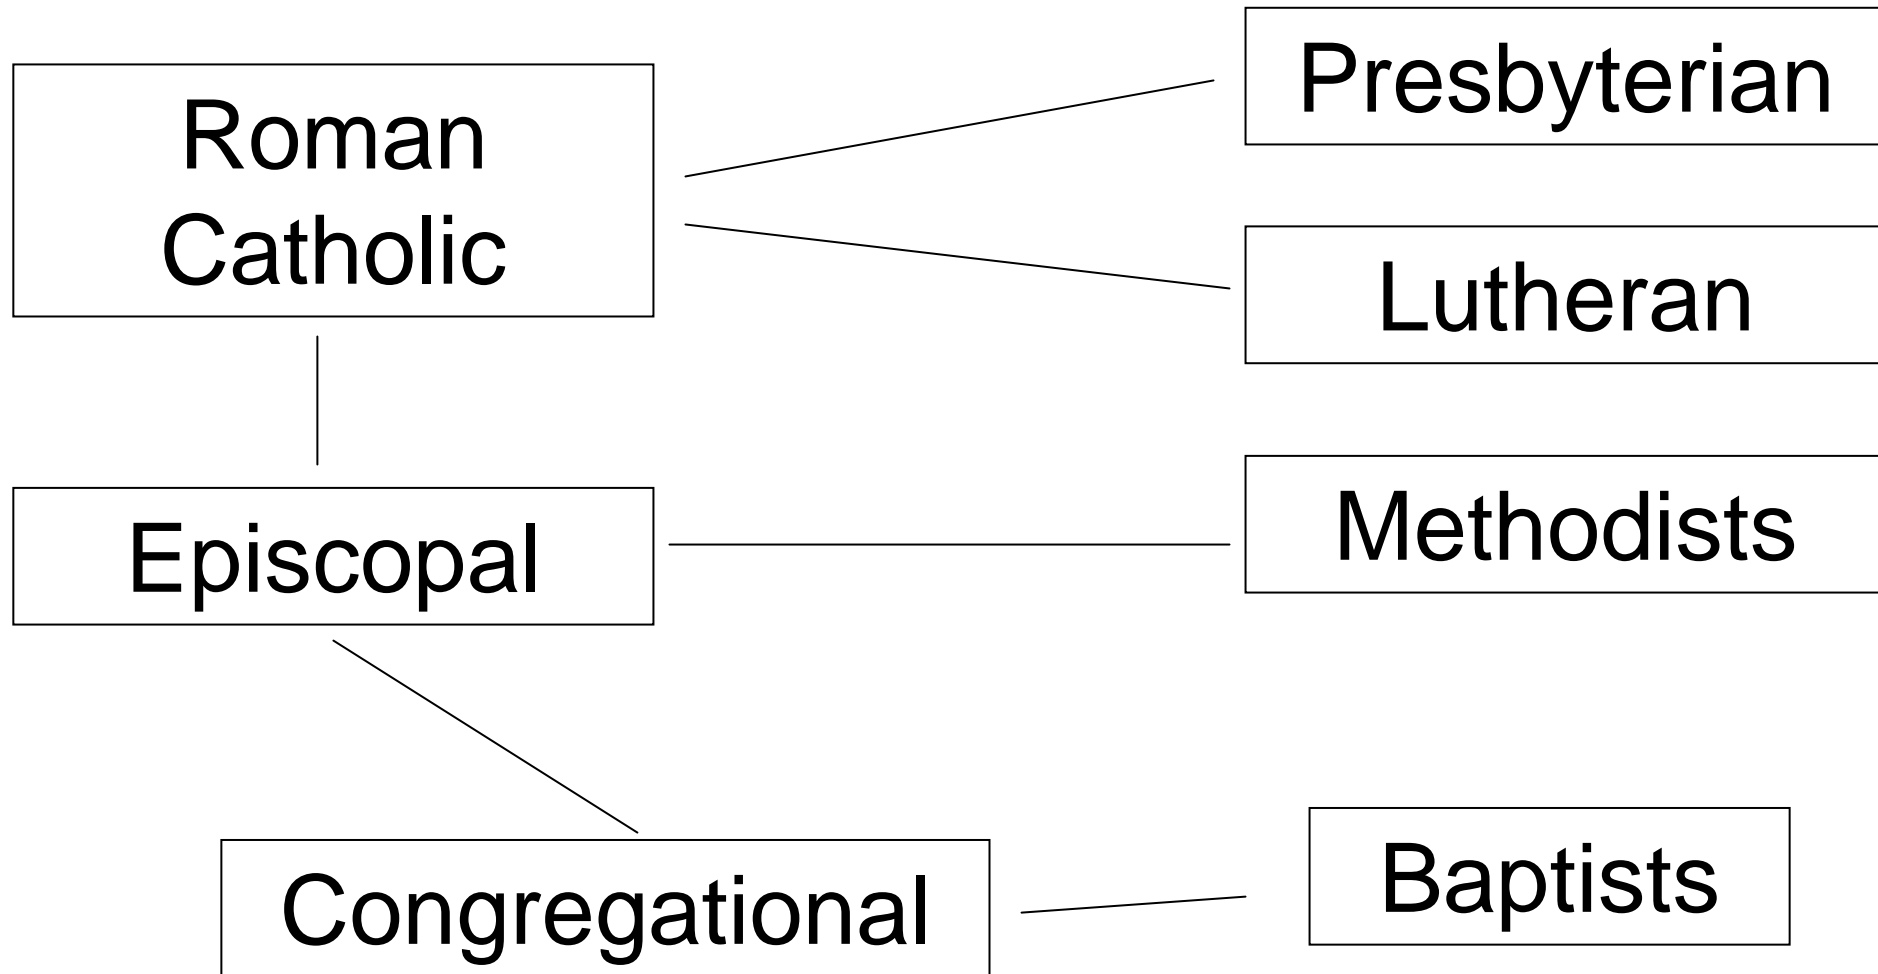 Roman
Catholic
Presbyterian
Lutheran
Episcopal
Methodists
Congregational
Baptists